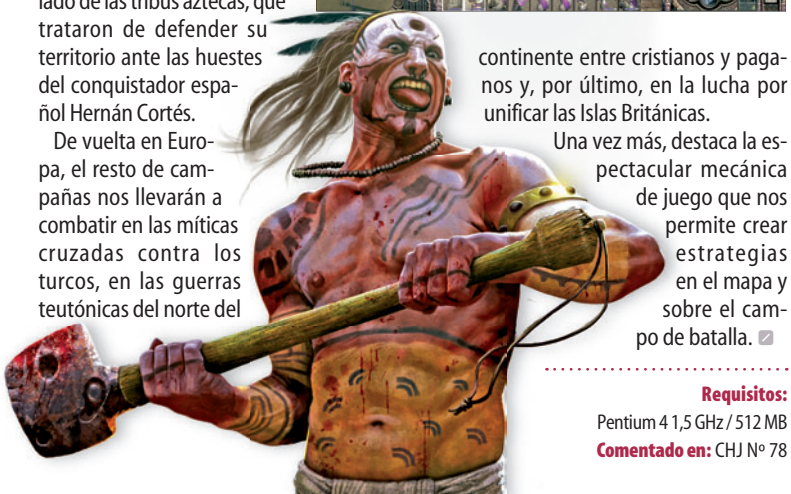 lado de las tribus aztecas, que
trataron de defender su
territorio ante las huestes
del conquistador espa-
ñol Hernán Cortés.
De vuelta en Euro-
pa, el resto de cam-
pañas nos llevarán a
combatir en las míticas
cruzadas contra los
turcos, en las guerras
teutónicas del norte del
continente entre cristianos y paga-
nos y, por último, en la lucha por
unificar las Islas Británicas.
Una vez más, destaca la es-
pectacular mecánica
de juego que nos
permite crear
estrategias
en el mapa y
sobre el cam-
po de batalla.
Requisitos:
Pentium 4 1,5 GHz / 512 MB
Comentado en: CHJ Nº 78